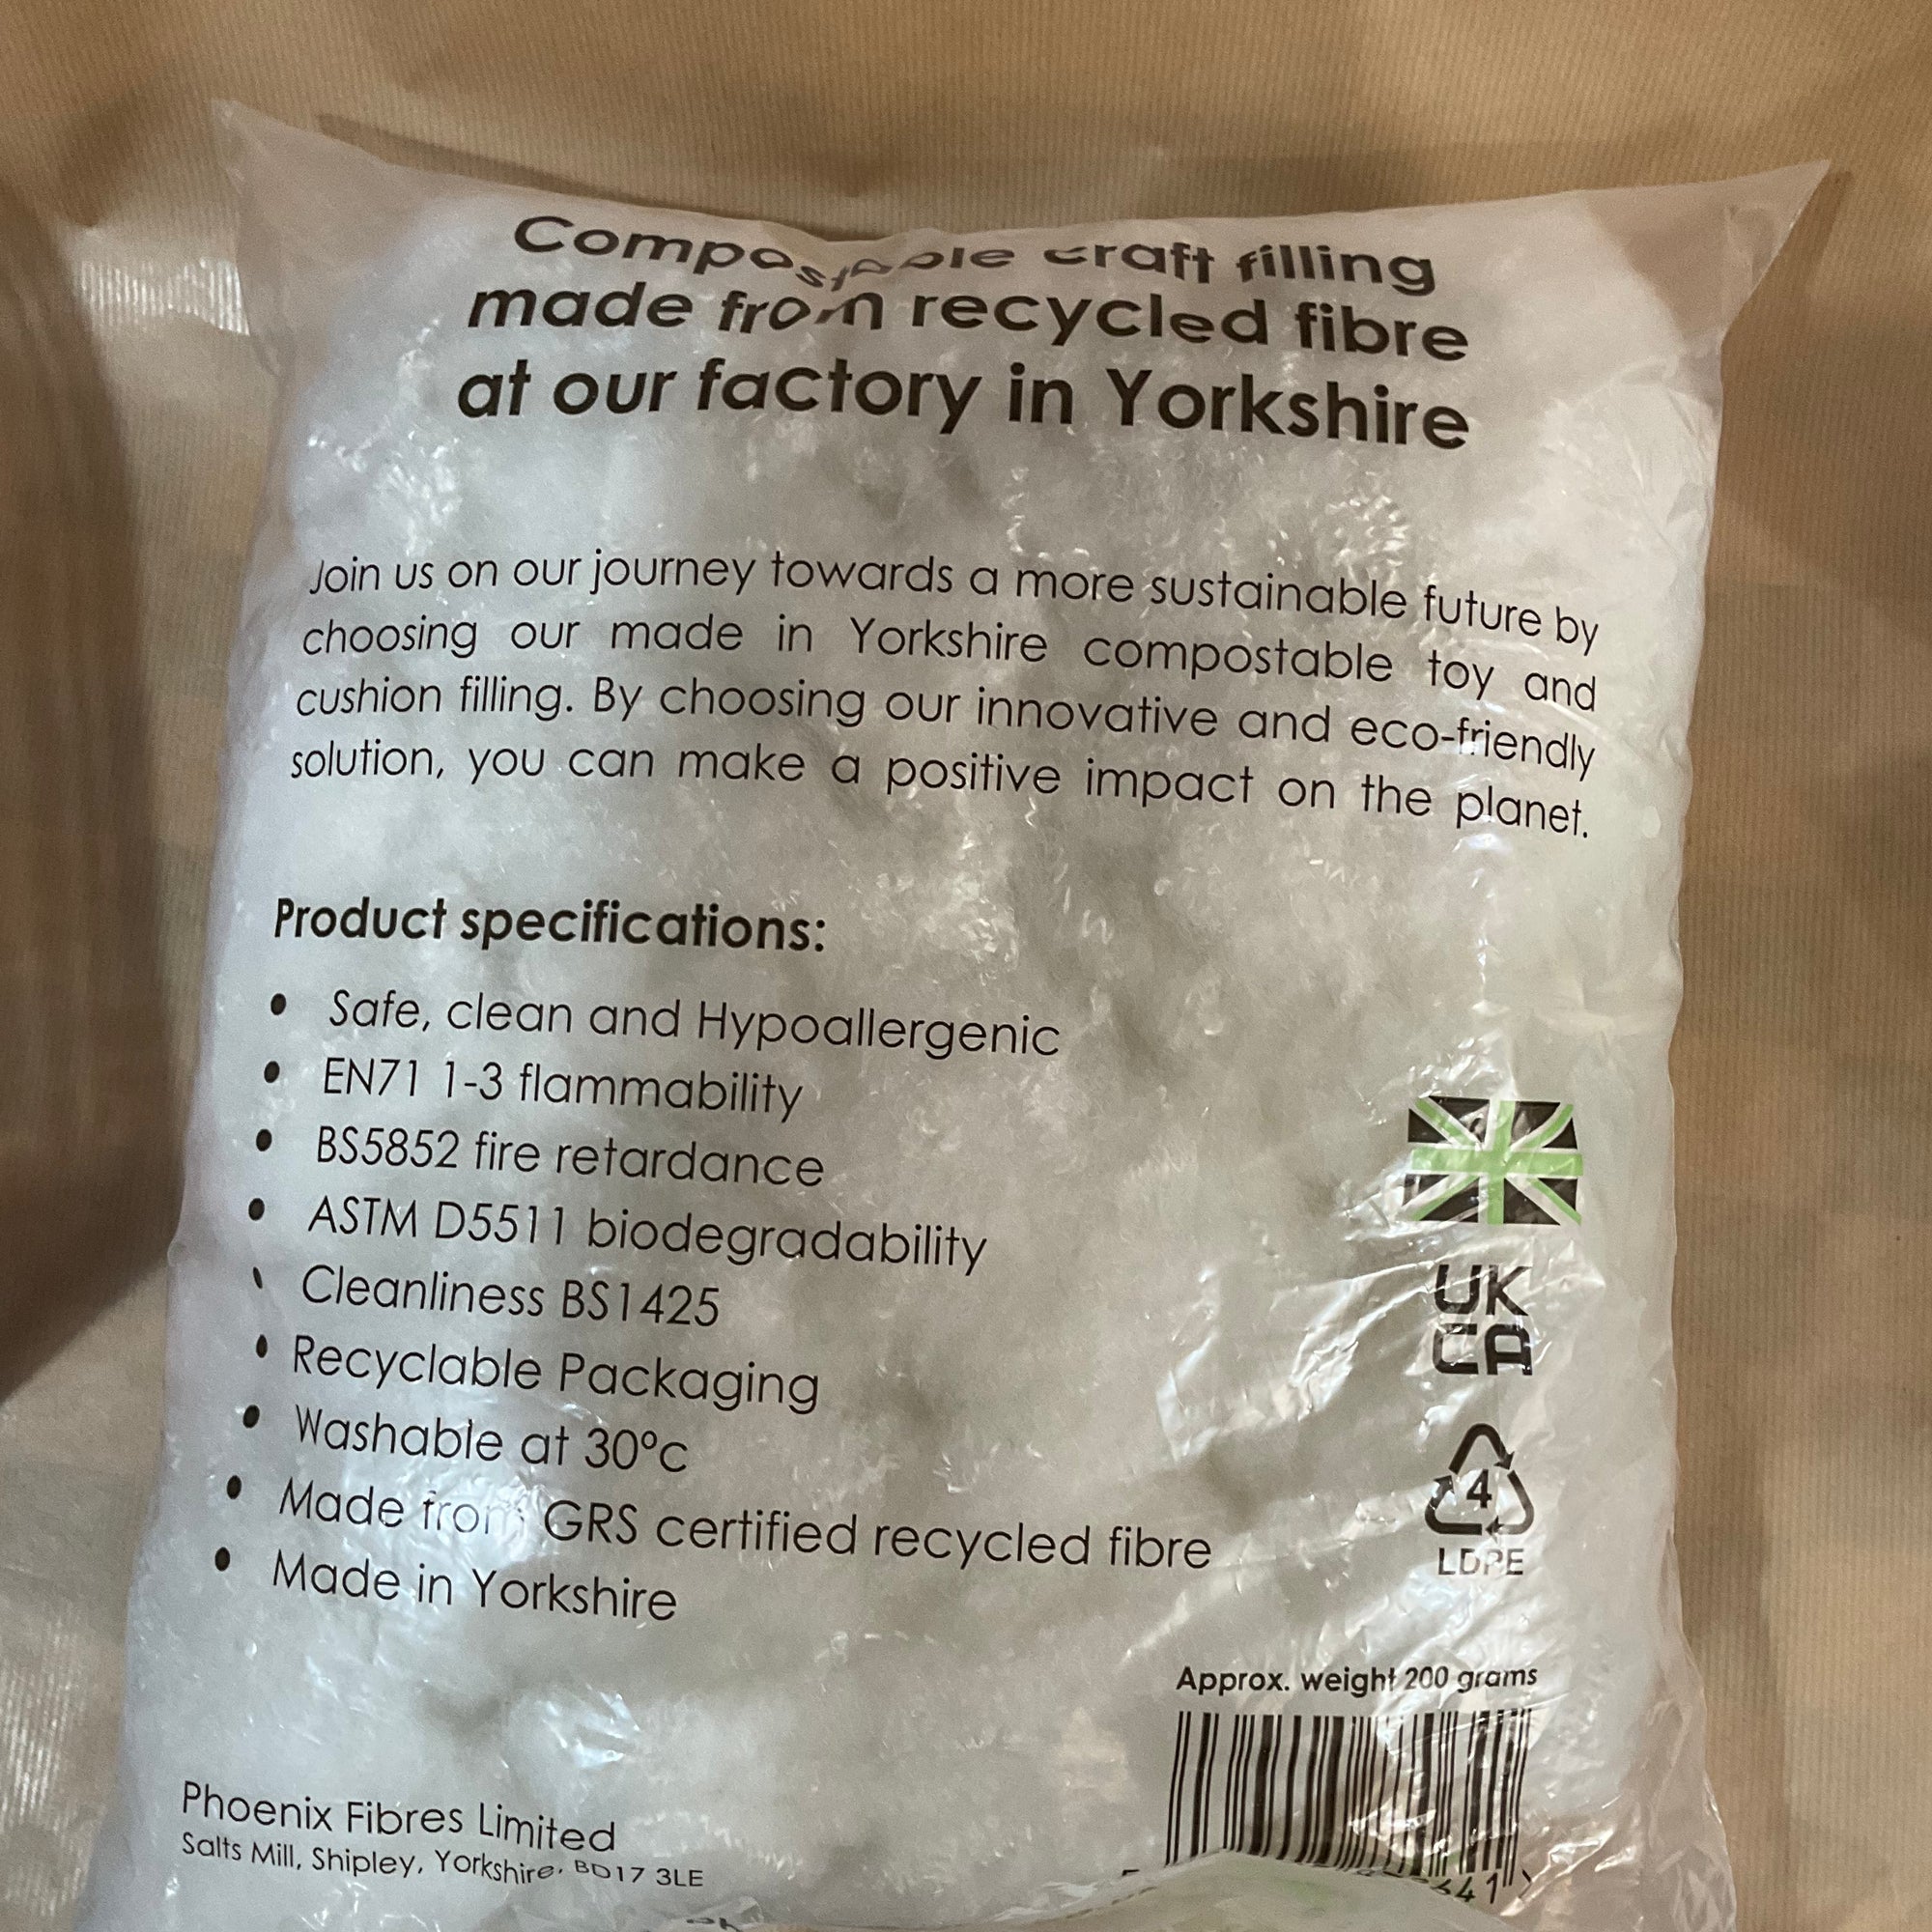 Compostable craft filling
made from recycled fibre
at our factory in Yorkshire
Join us on our journey towards a more sustainable future by
choosing our made in Yorkshire compostable toy and
cushion filling. By choosing our innovative and eco-friendly
solution, you can make a positive impact on the planet.
Product specifications:
• Safe, clean and Hypoallergenic
• EN71 1-3 flammability
• BS5852 fire retardance
• ASTM D5511 biodegradability
• Cleanliness BS1425
• Recyclable Packaging
• Washable at 30°c
• Made from GRS certified recycled fibre
• Made in Yorkshire
UK
CA
4
LDPE
Approx. weight 200 grams
Phoenix Fibres Limited
Salts Mill, Shipley, Yorkshire, BD17 3LE